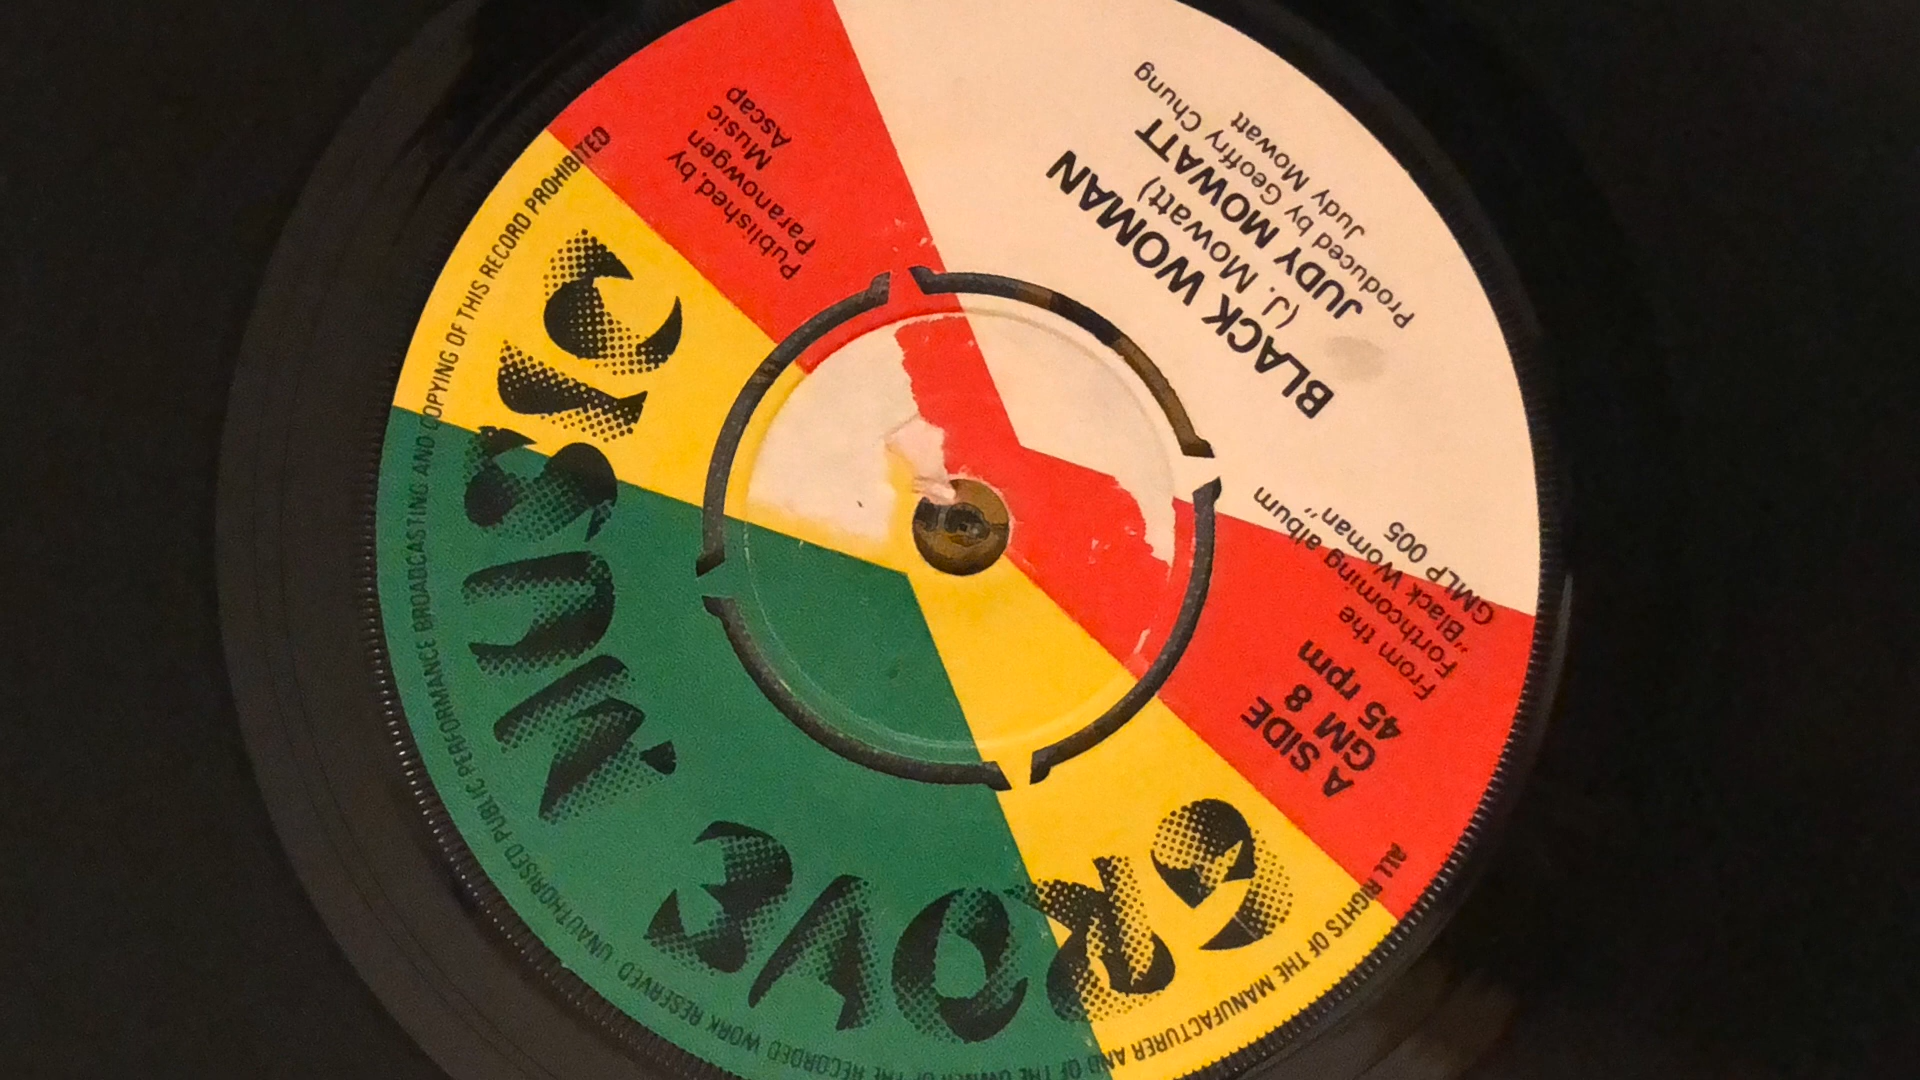 GROVE MUSIC
A SIDE
GM 8
45 rpm
From the
Forthcoming album
"Black Woman"
GMLP 005
Published by
Paranowgen
Music
Ascap
BLACK WOMAN
(J. Mowatt)
JUDY MOWATT
Produced by Geoffry Chung
Judy Mowatt
ALL RIGHTS OF THE MANUFACTURER AND OF THE OWNER OF THE RECORDED WORK RESERVED · UNAUTHORISED PUBLIC PERFORMANCE BROADCASTING AND COPYING OF THIS RECORD PROHIBITED